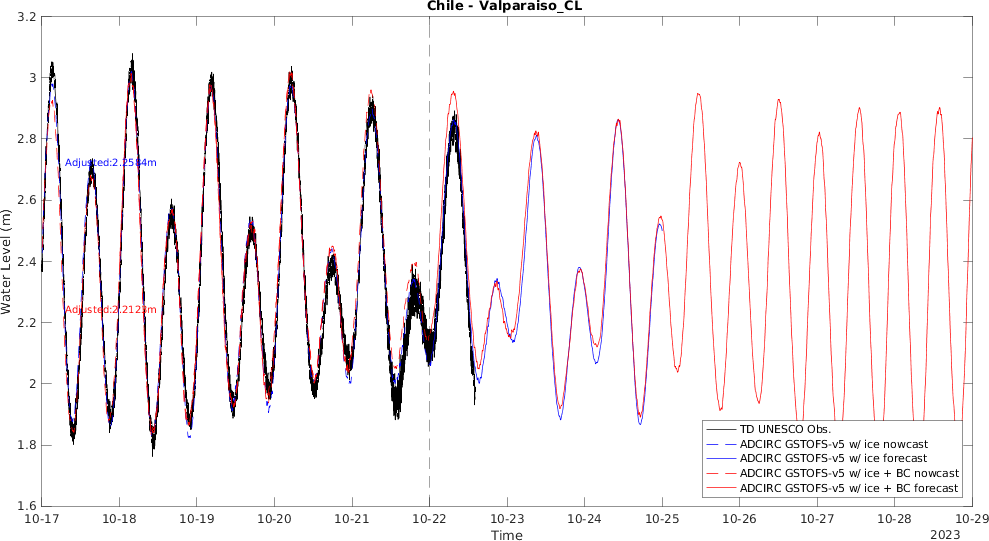 Chile - Valparaiso_CL
3.2
3
2.8
2.6
2.4
2.2
2
1.8
1.6
Water Level (m)
Adjusted:2.2584m
Adjusted:2.2123m
TD UNESCO Obs.
ADCIRC GSTOFS-v5 w/ ice nowcast
ADCIRC GSTOFS-v5 w/ ice forecast
ADCIRC GSTOFS-v5 w/ ice + BC nowcast
ADCIRC GSTOFS-v5 w/ ice + BC forecast
10-17 10-18 10-19 10-20 10-21 10-22 10-23 10-24 10-25 10-26 10-27 10-28 10-29
Time
2023